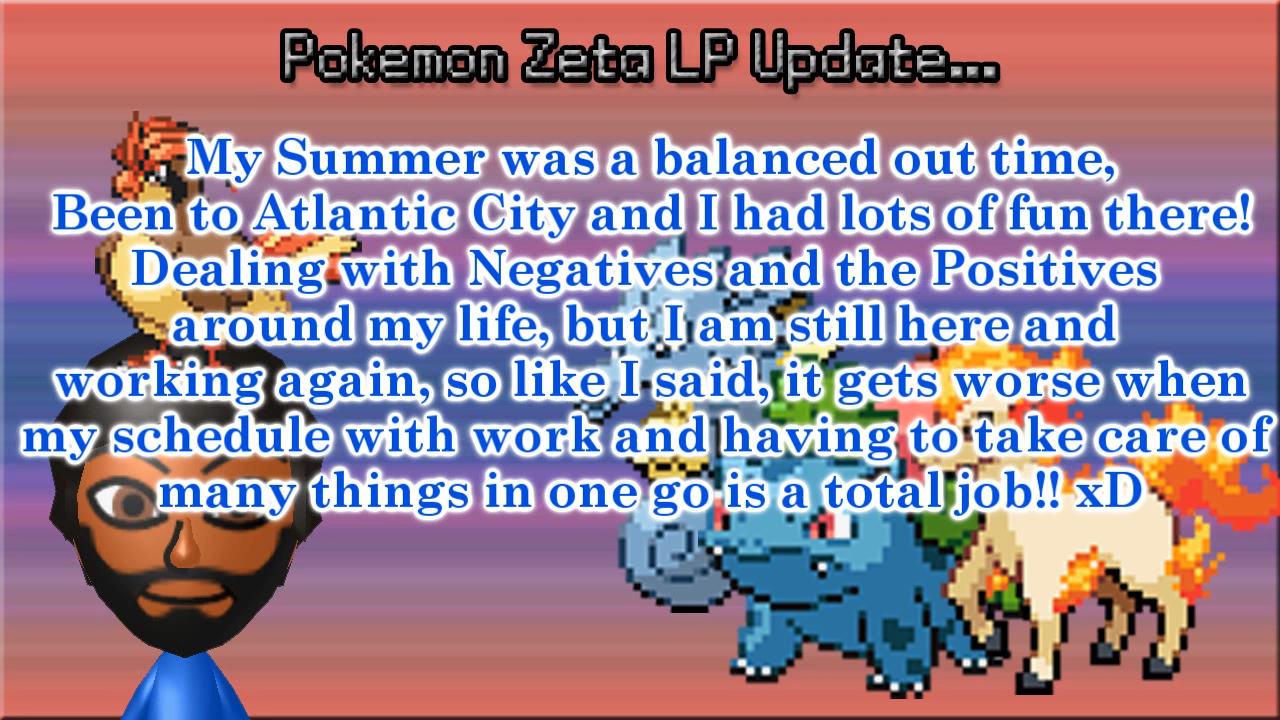 Pokemon Zeta LP Update...
My Summer was a balanced out time,
Been to Atlantic City and I had lots of fun there!
Dealing with Negatives and the Positives
around my life, but I am still here and
working again, so like I said, it gets worse when
my schedule with work and having to take care of
many things in one go is a total job!! xD